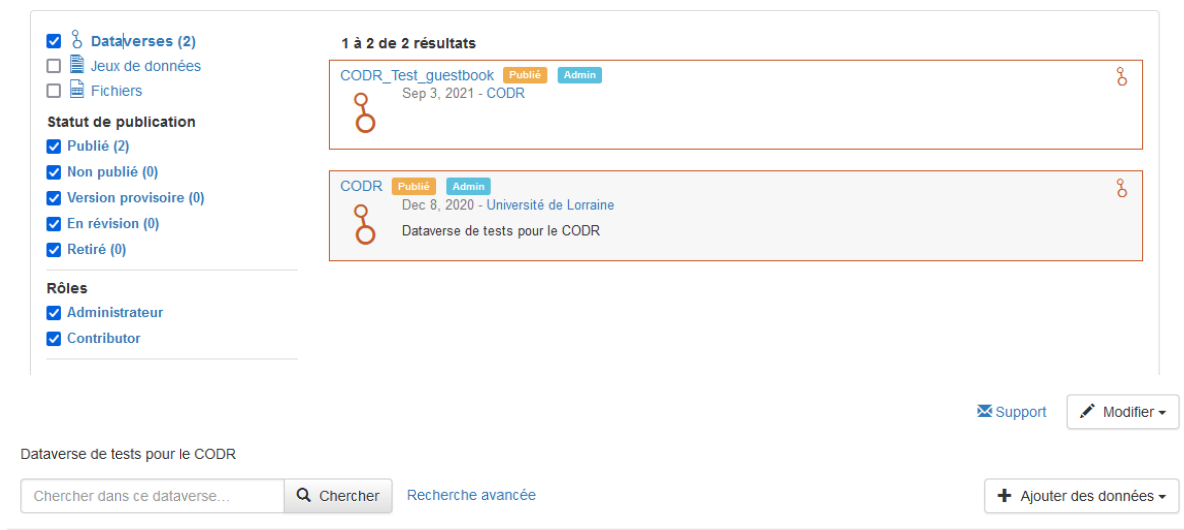 Dataverses (2)
Jeux de données
Fichiers
Statut de publication
Publié (2)
Non publié (0)
Version provisoire (0)
En révision (0)
Retiré (0)
Rôles
Administrateur
Contributor
1 à 2 de 2 résultats
CODR_Test_guestbook Publié Admin
Sep 3, 2021 - CODR
CODR Publié Admin
Dec 8, 2020 - Université de Lorraine
Dataverse de tests pour le CODR
Support Modifier
Dataverse de tests pour le CODR
Chercher dans ce dataverse... Chercher Recherche avancée
Ajouter des données